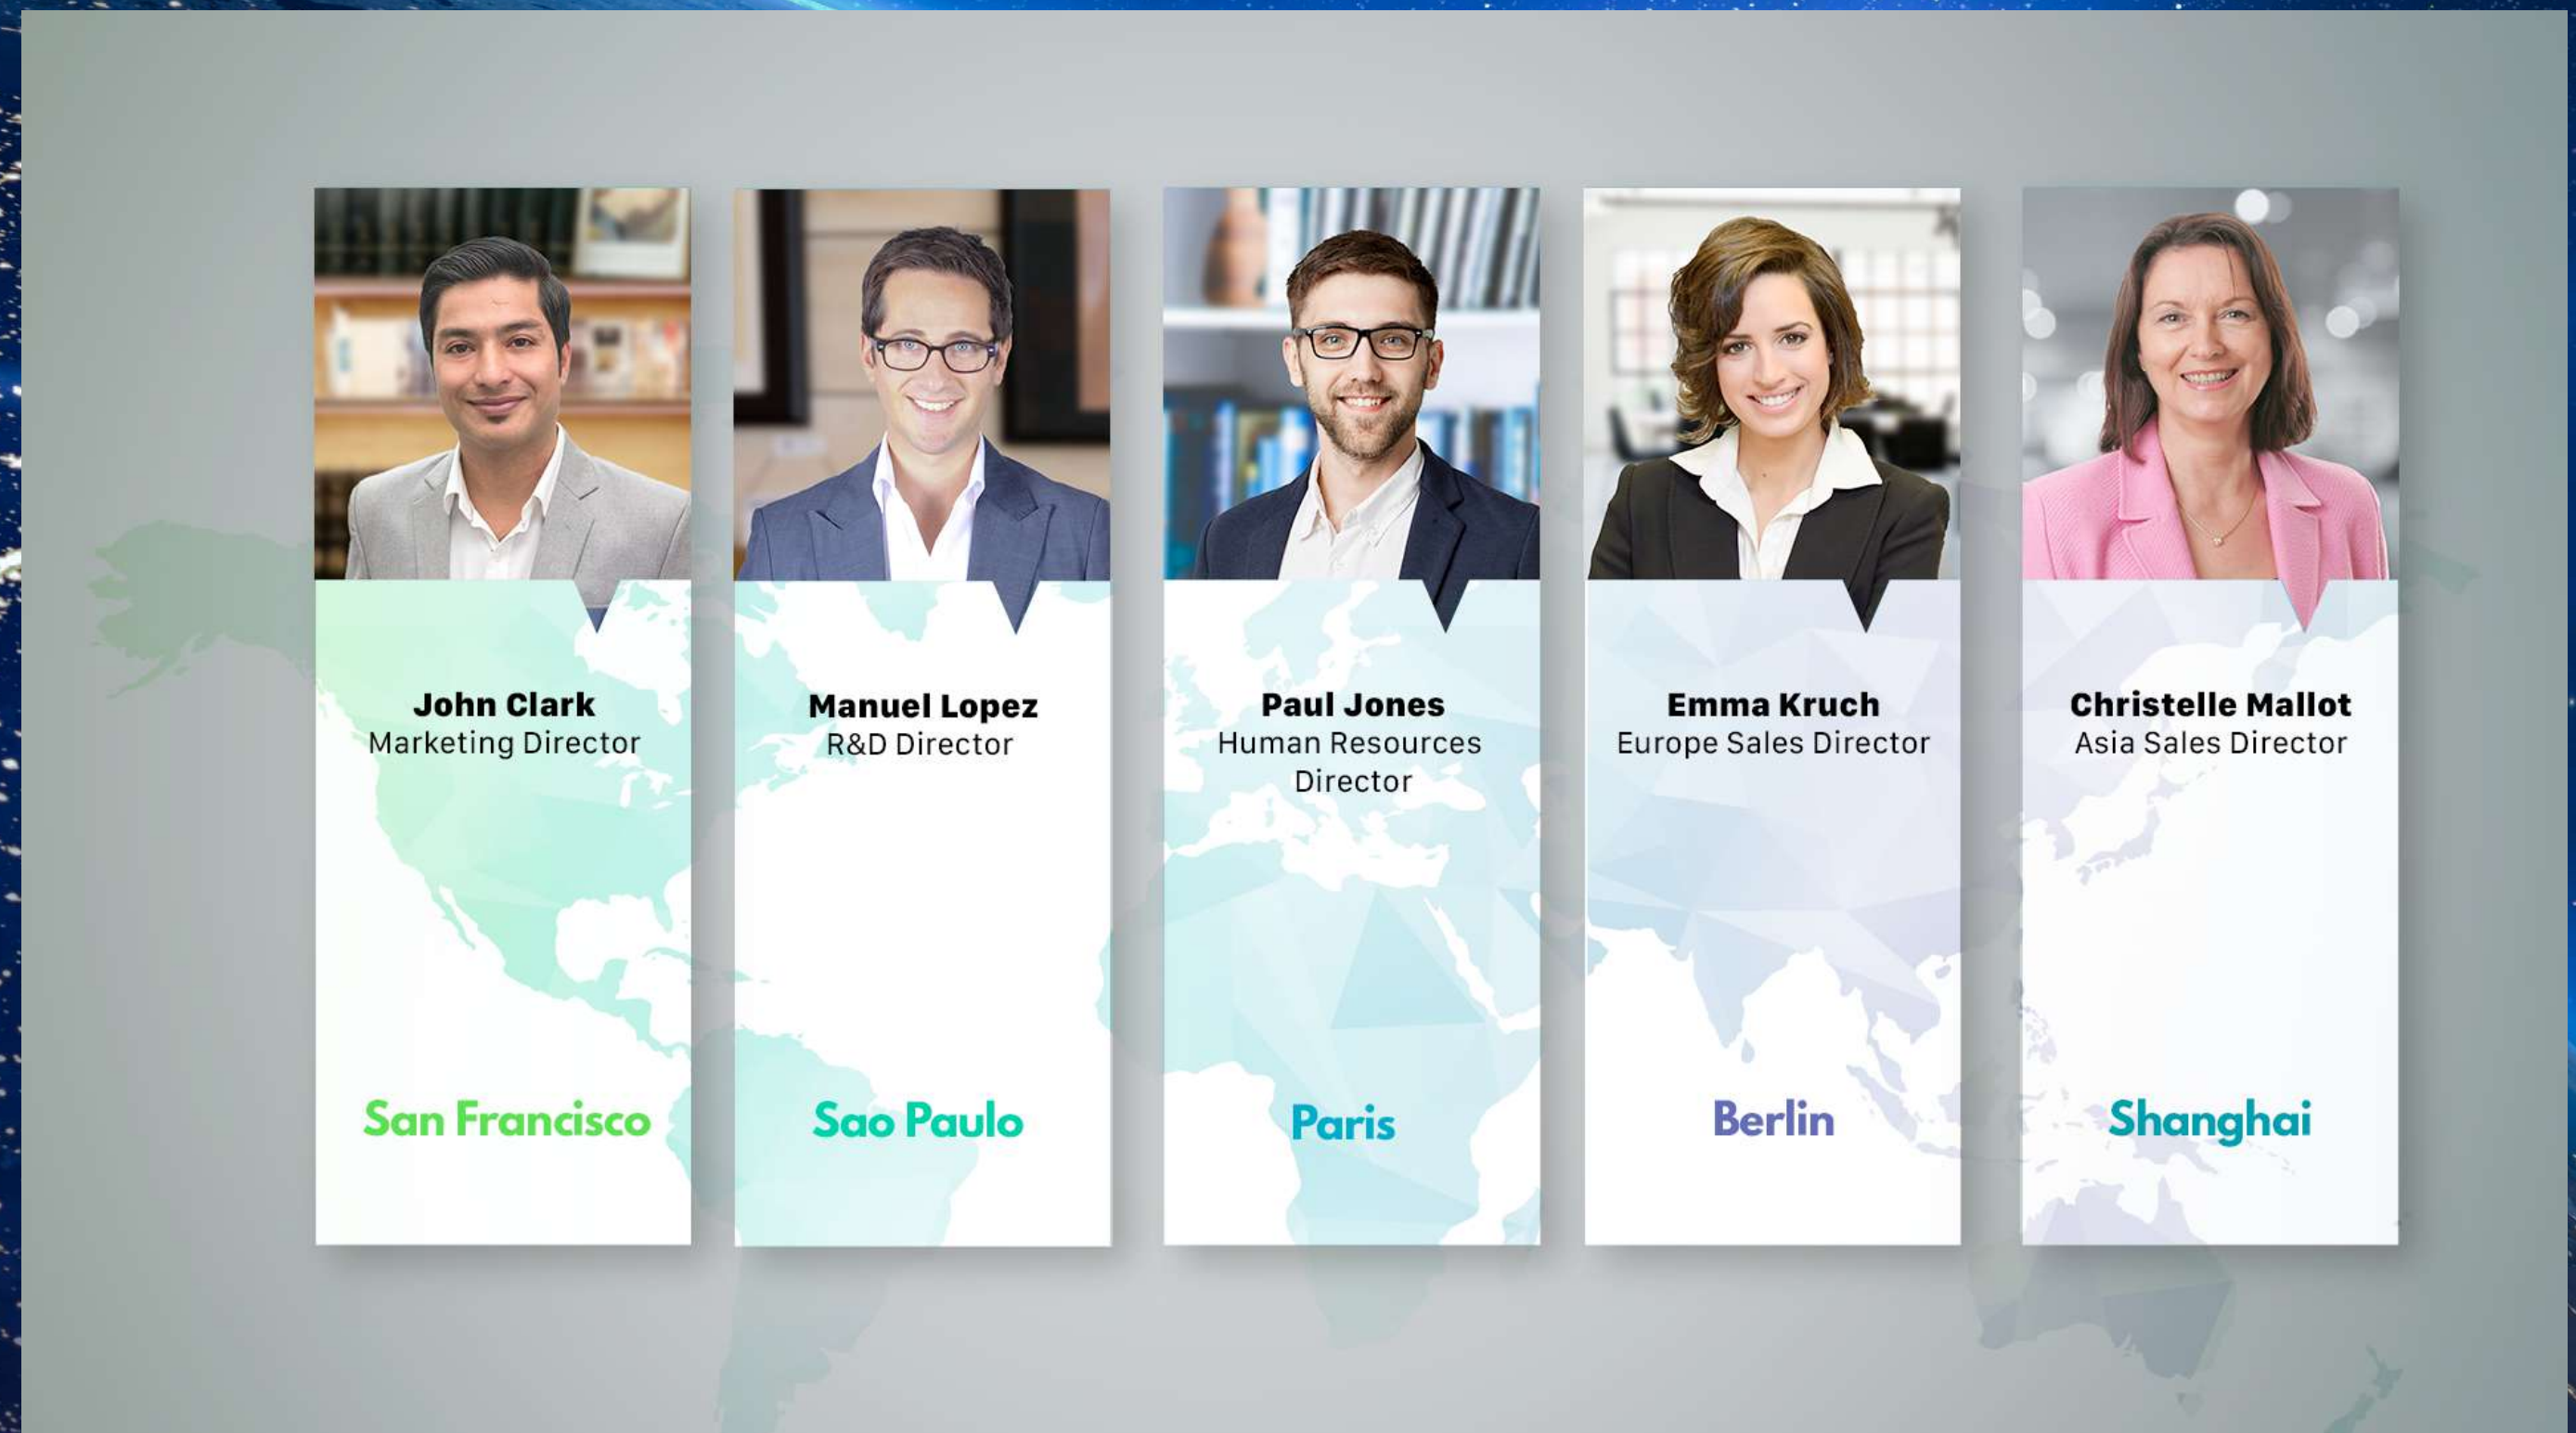 John Clark
Marketing Director
San Francisco
Manuel Lopez
R&D Director
Sao Paulo
Paul Jones
Human Resources
Director
Paris
Emma Kruch
Europe Sales Director
Berlin
Christelle Mallot
Asia Sales Director
Shanghai